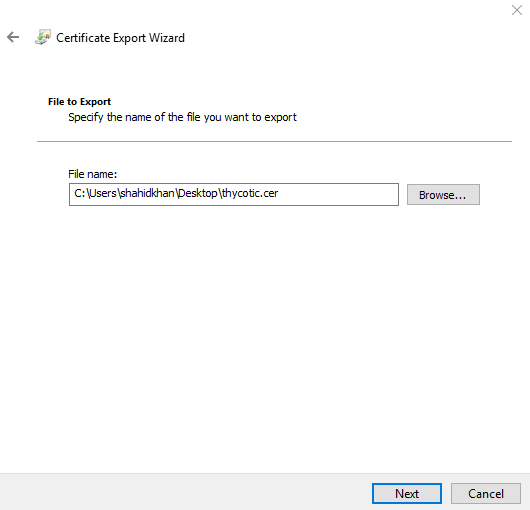 Certificate Export Wizard
File to Export
Specify the name of the file you want to export
File name:
C:\Users\shahidkhan\Desktop\thycotic.cer
Browse...
Next
Cancel